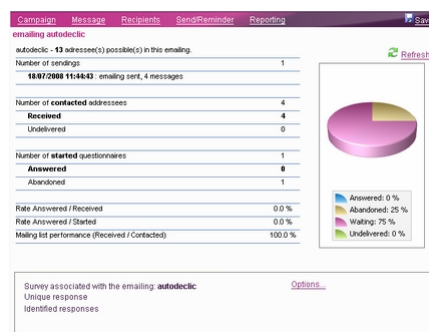 Campaign Message Recipients Send/Reminder Reporting Save
emailing autodeclic
autodeclic - 13 adressee(s) possible(s) in this emailing.
Refresh
Number of sendings 1
18/07/2008 11:44:43 : emailing sent, 4 messages
Number of contacted addressees 4
Received 4
Undelivered 0
Number of started questionnaires 1
Answered 0
Abandoned 1
Rate Answered / Received 0.0 %
Rate Answered / Started 0.0 %
Mailing list performance (Received / Contacted) 100.0 %
Answered: 0 %
Abandoned: 25 %
Waiting: 75 %
Undelivered: 0 %
Survey associated with the emailing: autodeclic Options...
Unique response
Identified responses